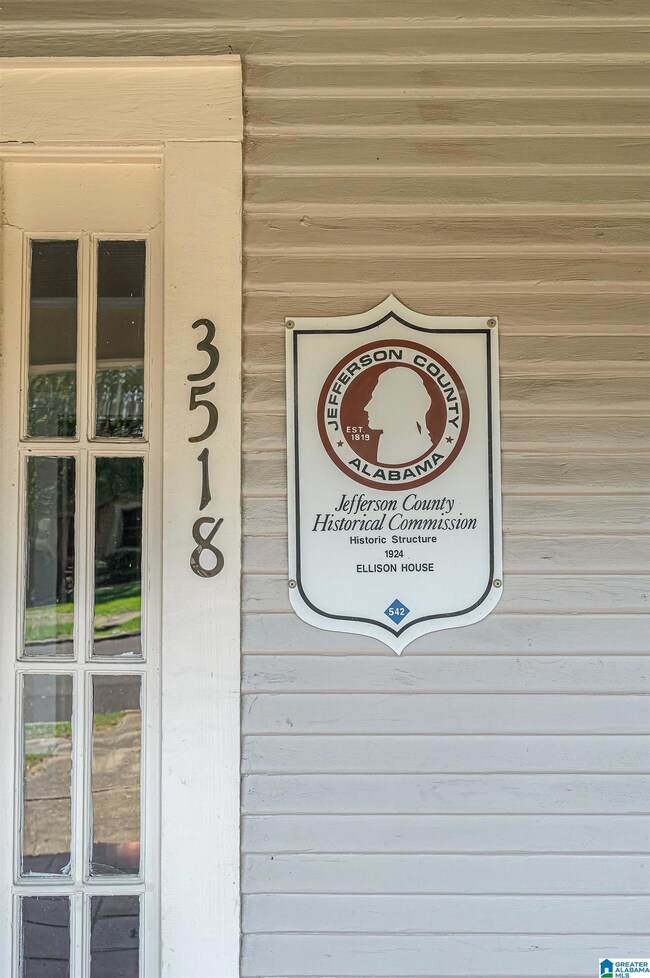 3518
JEFFERSON COUNTY
EST.
1819
ALABAMA
Jefferson County
Historical Commission
Historic Structure
1924
ELLISON HOUSE
542
GREATER
ALABAMA
MLS